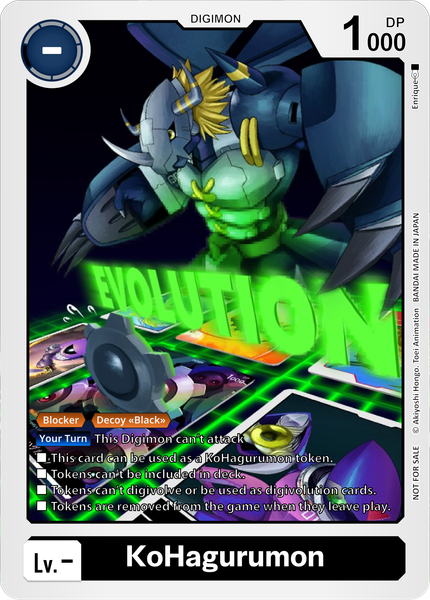 DIGIMON
–
DP
1000
Enrique
EVOLUTION
© Akiyoshi Hongo, Toei Animation BANDAI MADE IN JAPAN
NOT FOR SALE
Blocker Decoy «Black»
Your Turn This Digimon can't attack
This card can be used as a KoHagurumon token.
Tokens can't be included in deck.
Tokens can't digivolve or be used as digivolution cards.
Tokens are removed from the game when they leave play.
Lv.–
KoHagurumon